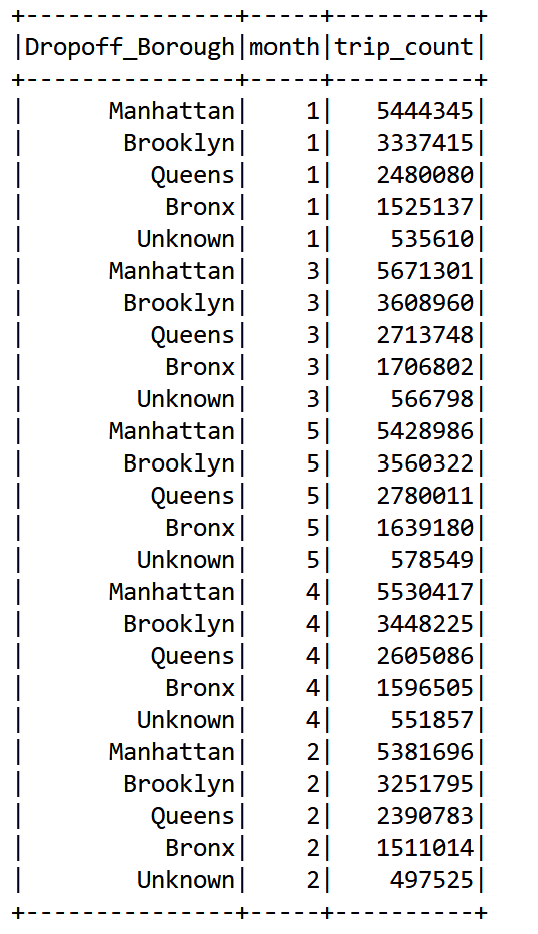 +---------------+-----+----------+
|Dropoff_Borough|month|trip_count|
+---------------+-----+----------+
|      Manhattan|    1|   5444345|
|       Brooklyn|    1|   3337415|
|         Queens|    1|   2480080|
|          Bronx|    1|   1525137|
|        Unknown|    1|    535610|
|      Manhattan|    3|   5671301|
|       Brooklyn|    3|   3608960|
|         Queens|    3|   2713748|
|          Bronx|    3|   1706802|
|        Unknown|    3|    566798|
|      Manhattan|    5|   5428986|
|       Brooklyn|    5|   3560322|
|         Queens|    5|   2780011|
|          Bronx|    5|   1639180|
|        Unknown|    5|    578549|
|      Manhattan|    4|   5530417|
|       Brooklyn|    4|   3448225|
|         Queens|    4|   2605086|
|          Bronx|    4|   1596505|
|        Unknown|    4|    551857|
|      Manhattan|    2|   5381696|
|       Brooklyn|    2|   3251795|
|         Queens|    2|   2390783|
|          Bronx|    2|   1511014|
|        Unknown|    2|    497525|
+---------------+-----+----------+